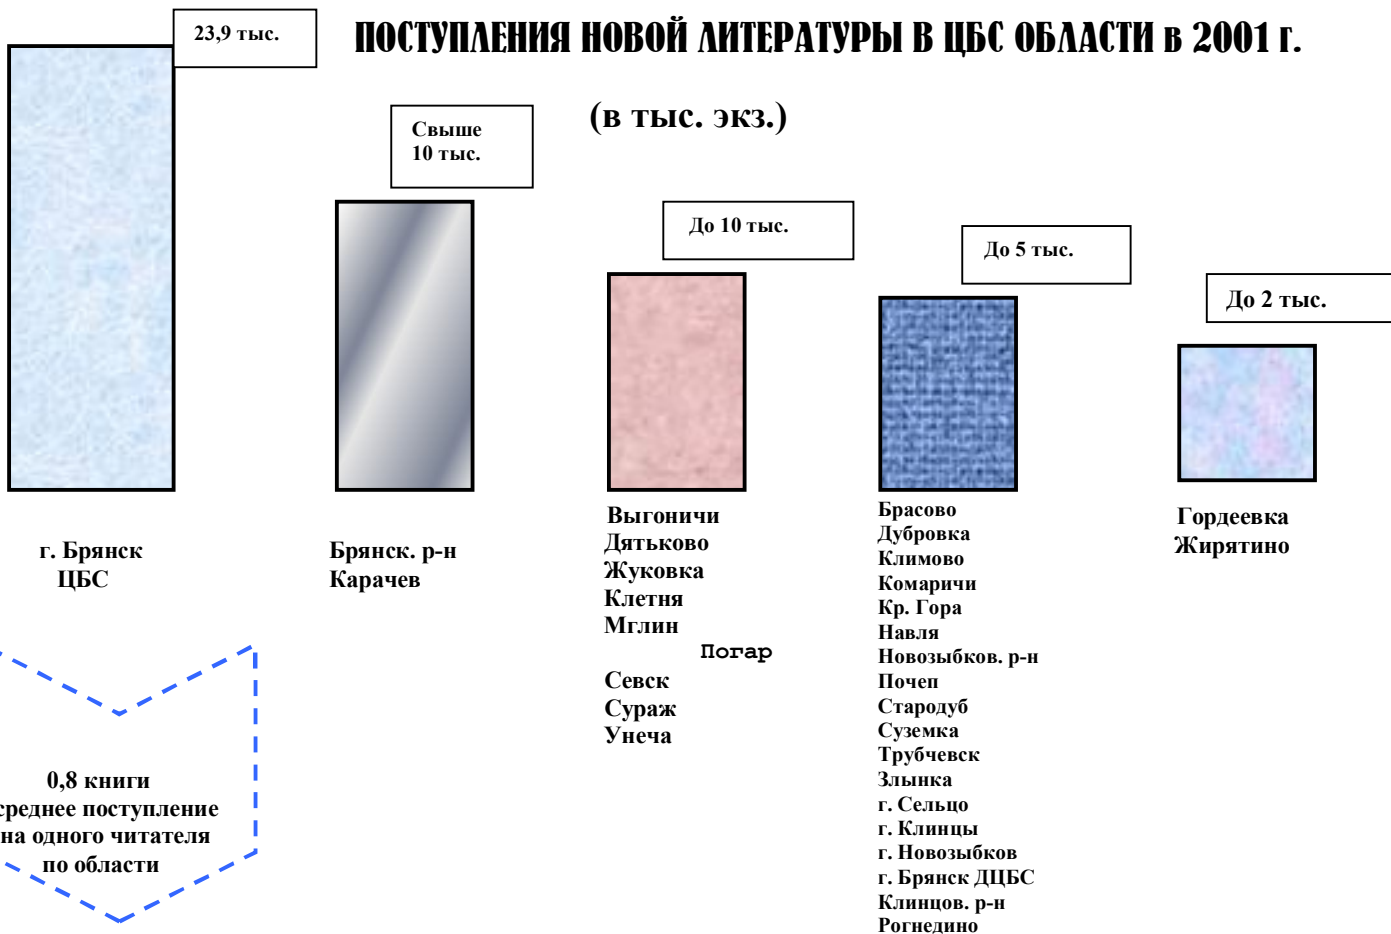 ПОСТУПЛЕНИЯ НОВОЙ ЛИТЕРАТУРЫ В ЦБС ОБЛАСТИ в 2001 г.
(в тыс. экз.)
23,9 тыс.
Свыше
10 тыс.
До 10 тыс.
До 5 тыс.
До 2 тыс.
г. Брянск
ЦБС
Брянск. р-н
Карачев
Выгоничи
Дятьково
Жуковка
Клетня
Мглин
Погар
Севск
Сураж
Унеча
Брасово
Дубровка
Климово
Комаричи
Кр. Гора
Навля
Новозыбков. р-н
Почеп
Стародуб
Суземка
Трубчевск
Злынка
г. Сельцо
г. Клинцы
г. Новозыбков
г. Брянск ДЦБС
Клинцов. р-н
Рогнедино
Гордеевка
Жирятино
0,8 книги
среднее поступление
на одного читателя
по области